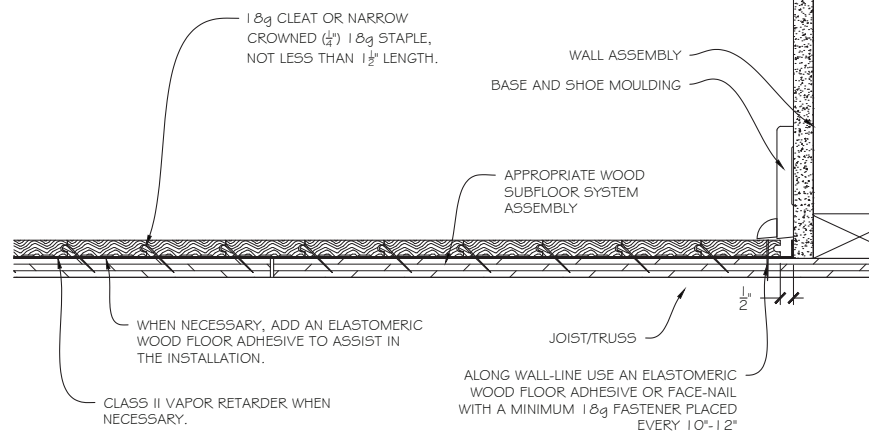 18g CLEAT OR NARROW
CROWNED (¼") 18g STAPLE,
NOT LESS THAN 1½" LENGTH.
WALL ASSEMBLY
BASE AND SHOE MOULDING
APPROPRIATE WOOD
SUBFLOOR SYSTEM
ASSEMBLY
½"
WHEN NECESSARY, ADD AN ELASTOMERIC
WOOD FLOOR ADHESIVE TO ASSIST IN
THE INSTALLATION.
JOIST/TRUSS
CLASS II VAPOR RETARDER WHEN
NECESSARY.
ALONG WALL-LINE USE AN ELASTOMERIC
WOOD FLOOR ADHESIVE OR FACE-NAIL
WITH A MINIMUM 18g FASTENER PLACED
EVERY 10"-12"